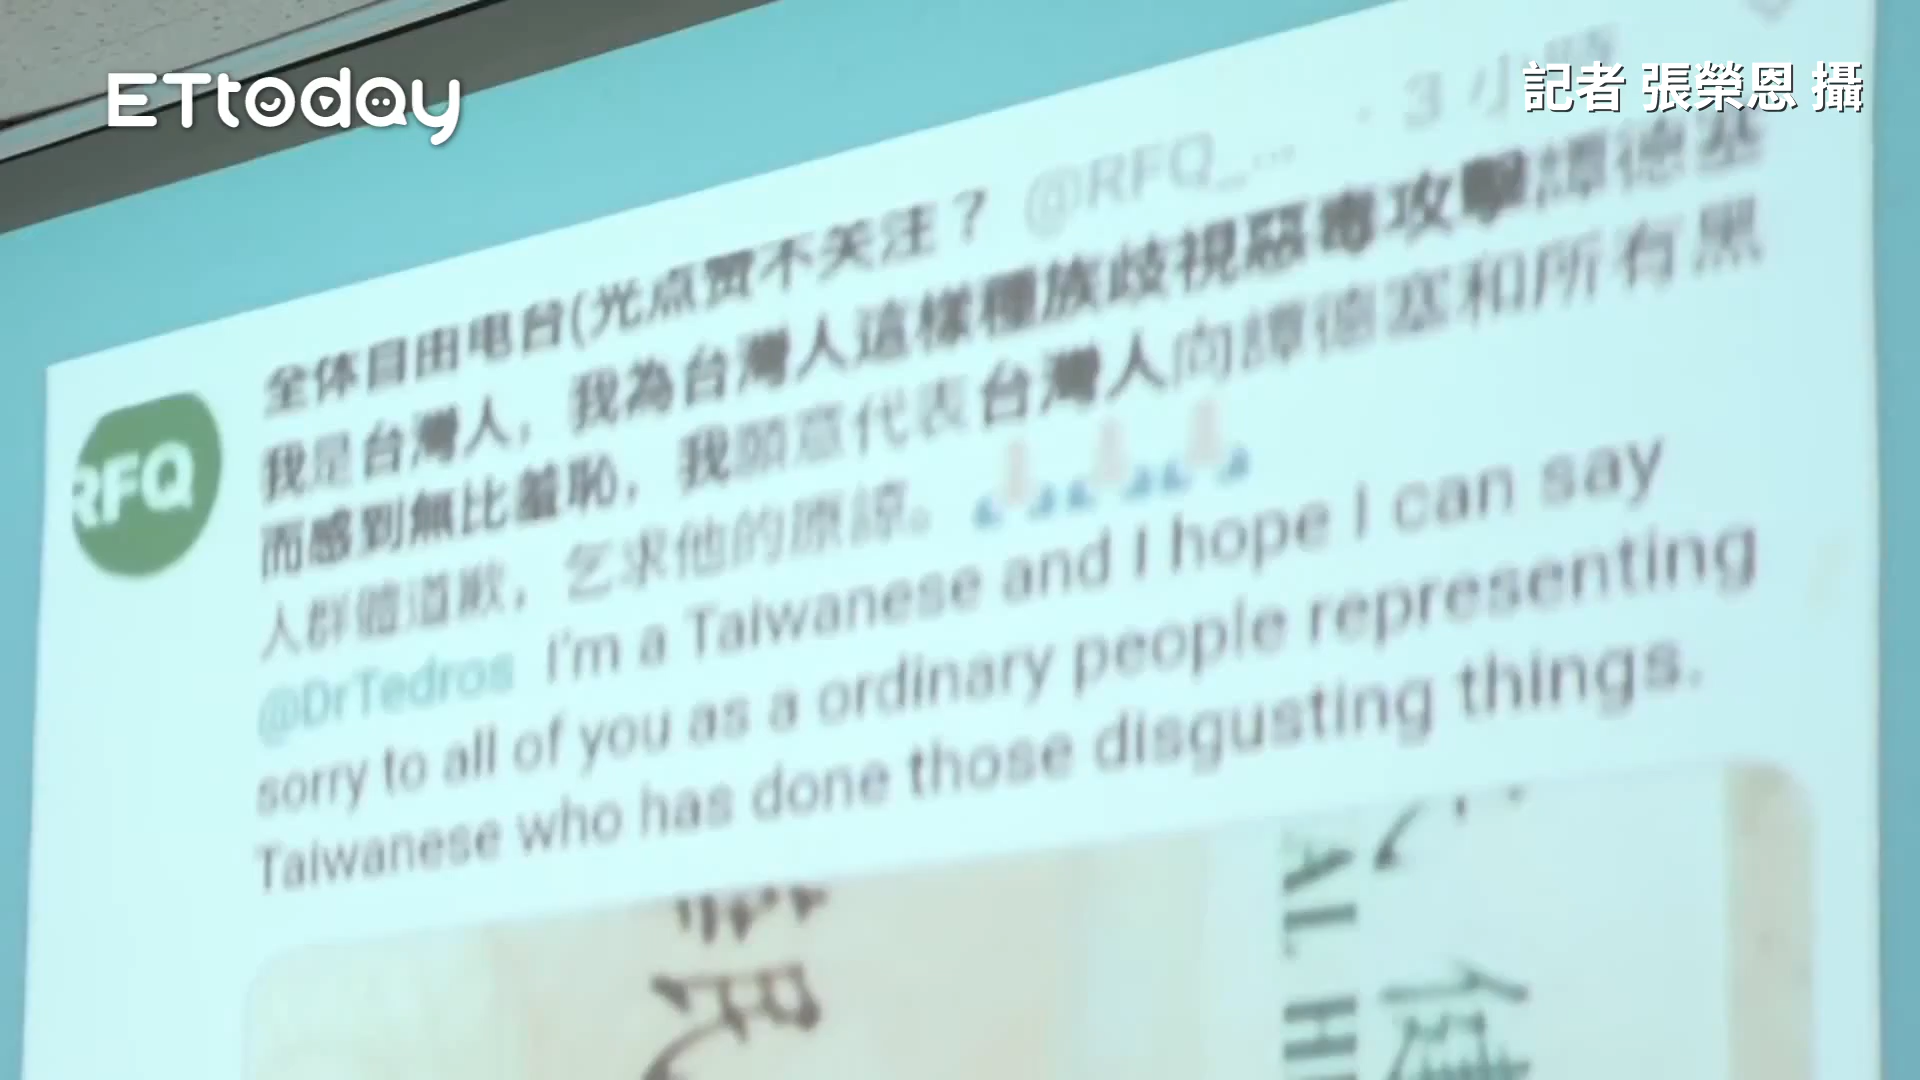 ETtoday
記者 張榮恩 攝
全体自由电台(光点赞不关注？ @RFQ_... · 3 小時
我是台灣人，我為台灣人這樣種族歧視惡毒攻擊譚德塞
而感到無比羞恥，我願意代表台灣人向譚德塞和所有黑
人群體道歉，乞求他的原諒。
@DrTedros I'm a Taiwanese and I hope I can say
sorry to all of you as a ordinary people representing
Taiwanese who has done those disgusting things.
RFQ